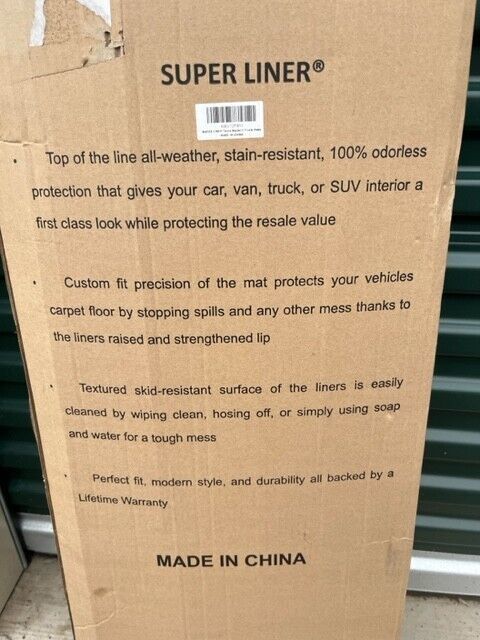 SUPER LINER®
• Top of the line all-weather, stain-resistant, 100% odorless
protection that gives your car, van, truck, or SUV interior a
first class look while protecting the resale value
• Custom fit precision of the mat protects your vehicles
carpet floor by stopping spills and any other mess thanks to
the liners raised and strengthened lip
• Textured skid-resistant surface of the liners is easily
cleaned by wiping clean, hosing off, or simply using soap
and water for a tough mess
• Perfect fit, modern style, and durability all backed by a
Lifetime Warranty
MADE IN CHINA